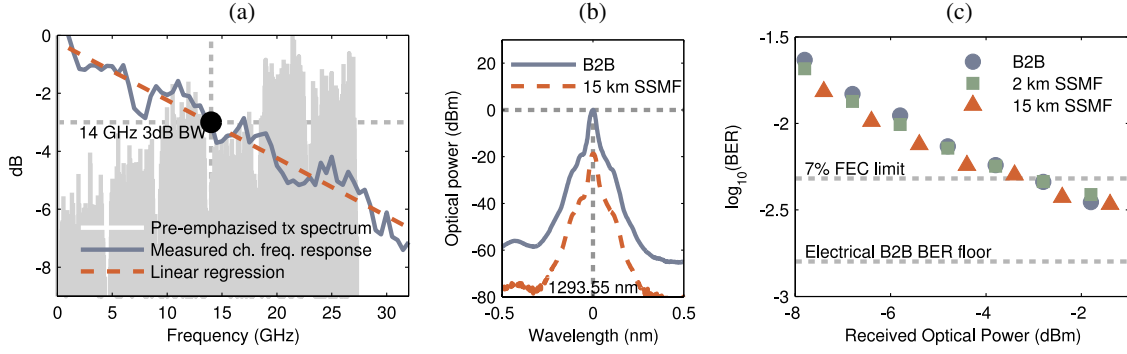 (a)
0
-2
-4
-6
-8
dB
14 GHz 3dB BW
Pre-emphazised tx spectrum
Measured ch. freq. response
Linear regression
0 5 10 15 20 25 30
Frequency (GHz)
(b)
20
0
-20
-40
-60
-80
Optical power (dBm)
B2B
15 km SSMF
1293.55 nm
-0.5 0 0.5
Wavelength (nm)
(c)
-1.5
-2
-2.5
-3
log10(BER)
B2B
2 km SSMF
15 km SSMF
7% FEC limit
Electrical B2B BER floor
-8 -6 -4 -2
Received Optical Power (dBm)